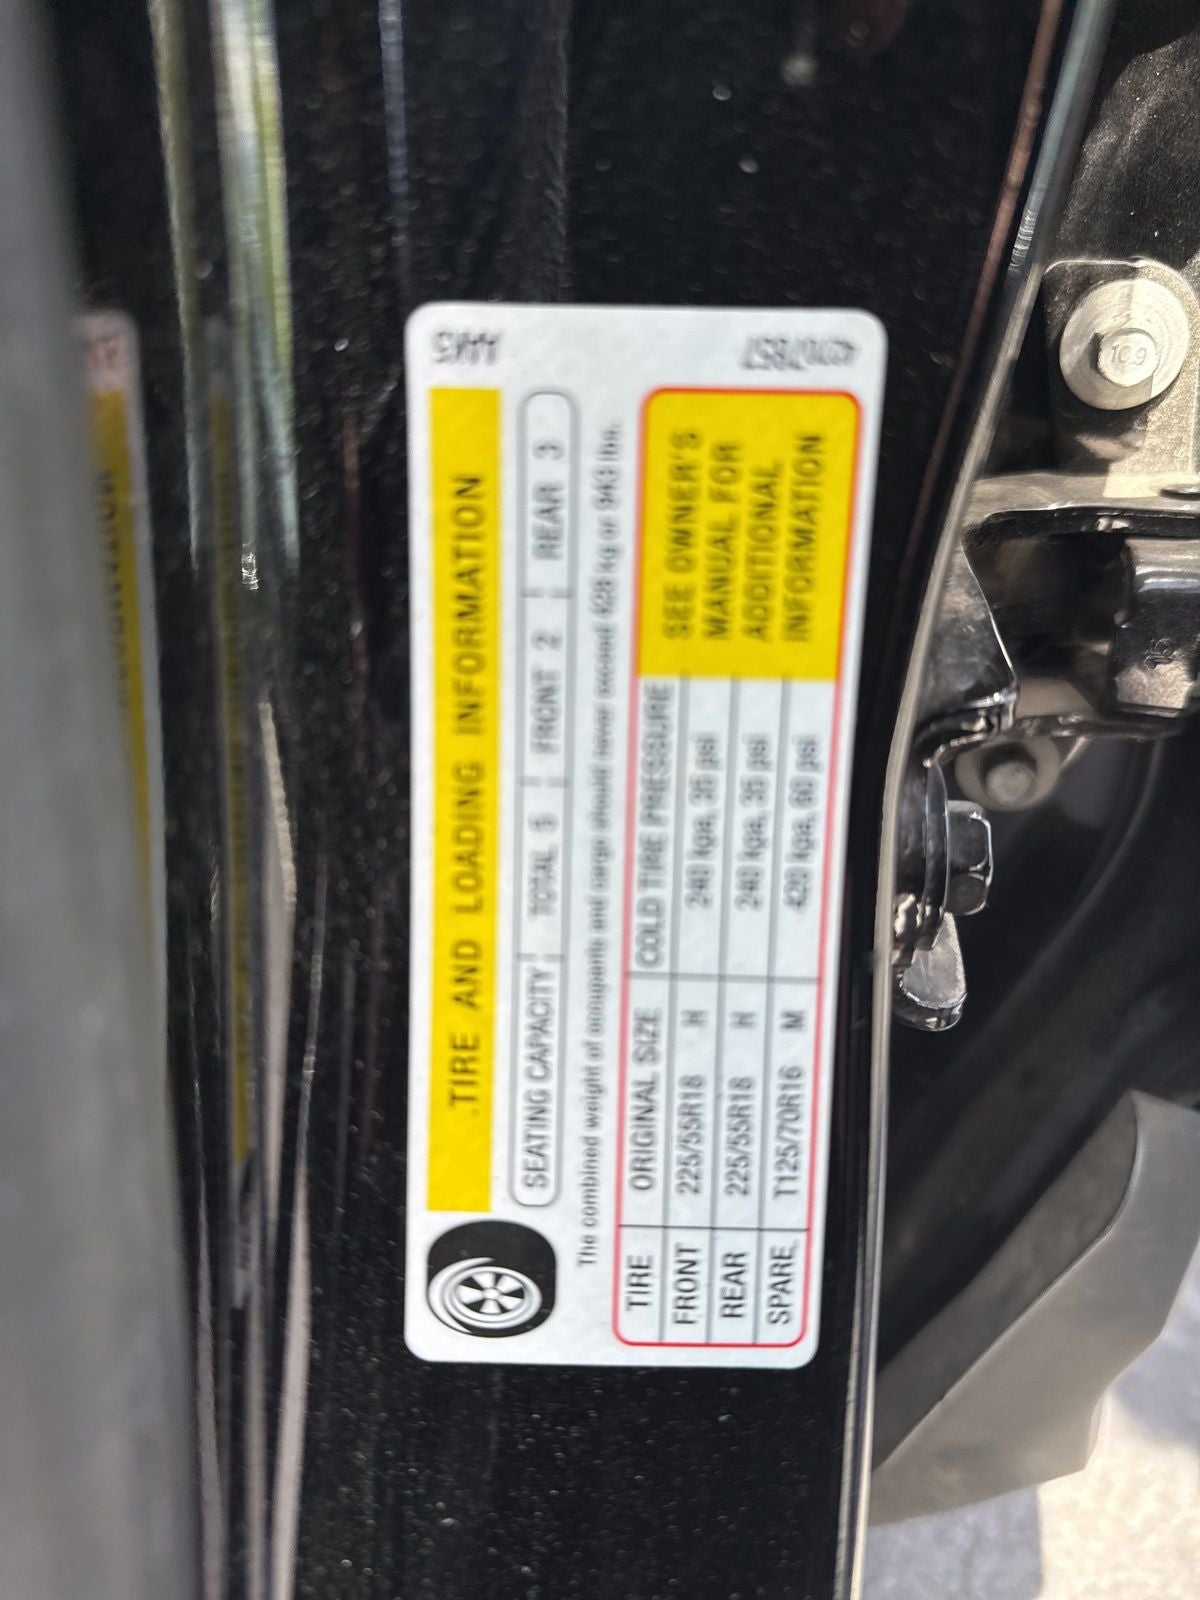 TIRE AND LOADING INFORMATION
SEATING CAPACITY TOTAL 5 FRONT 2 REAR 3
The combined weight of occupants and cargo should never exceed 428 kg or 943 lbs.
TIRE ORIGINAL SIZE COLD TIRE PRESSURE
FRONT 225/55R18 H 240 kpa, 35 psi
REAR 225/55R18 H 240 kpa, 35 psi
SPARE T125/70R16 M 420 kpa, 60 psi
SEE OWNER'S
MANUAL FOR
ADDITIONAL
INFORMATION
10.9